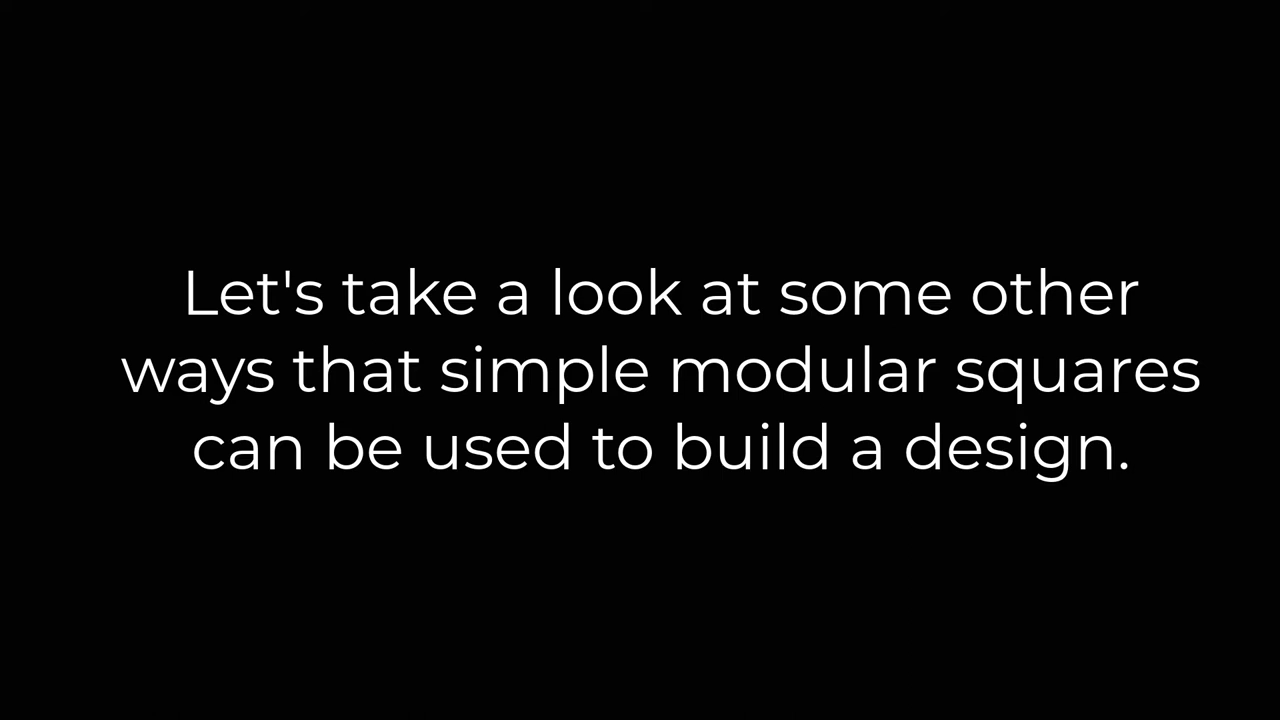 Let's take a look at some other
ways that simple modular squares
can be used to build a design.